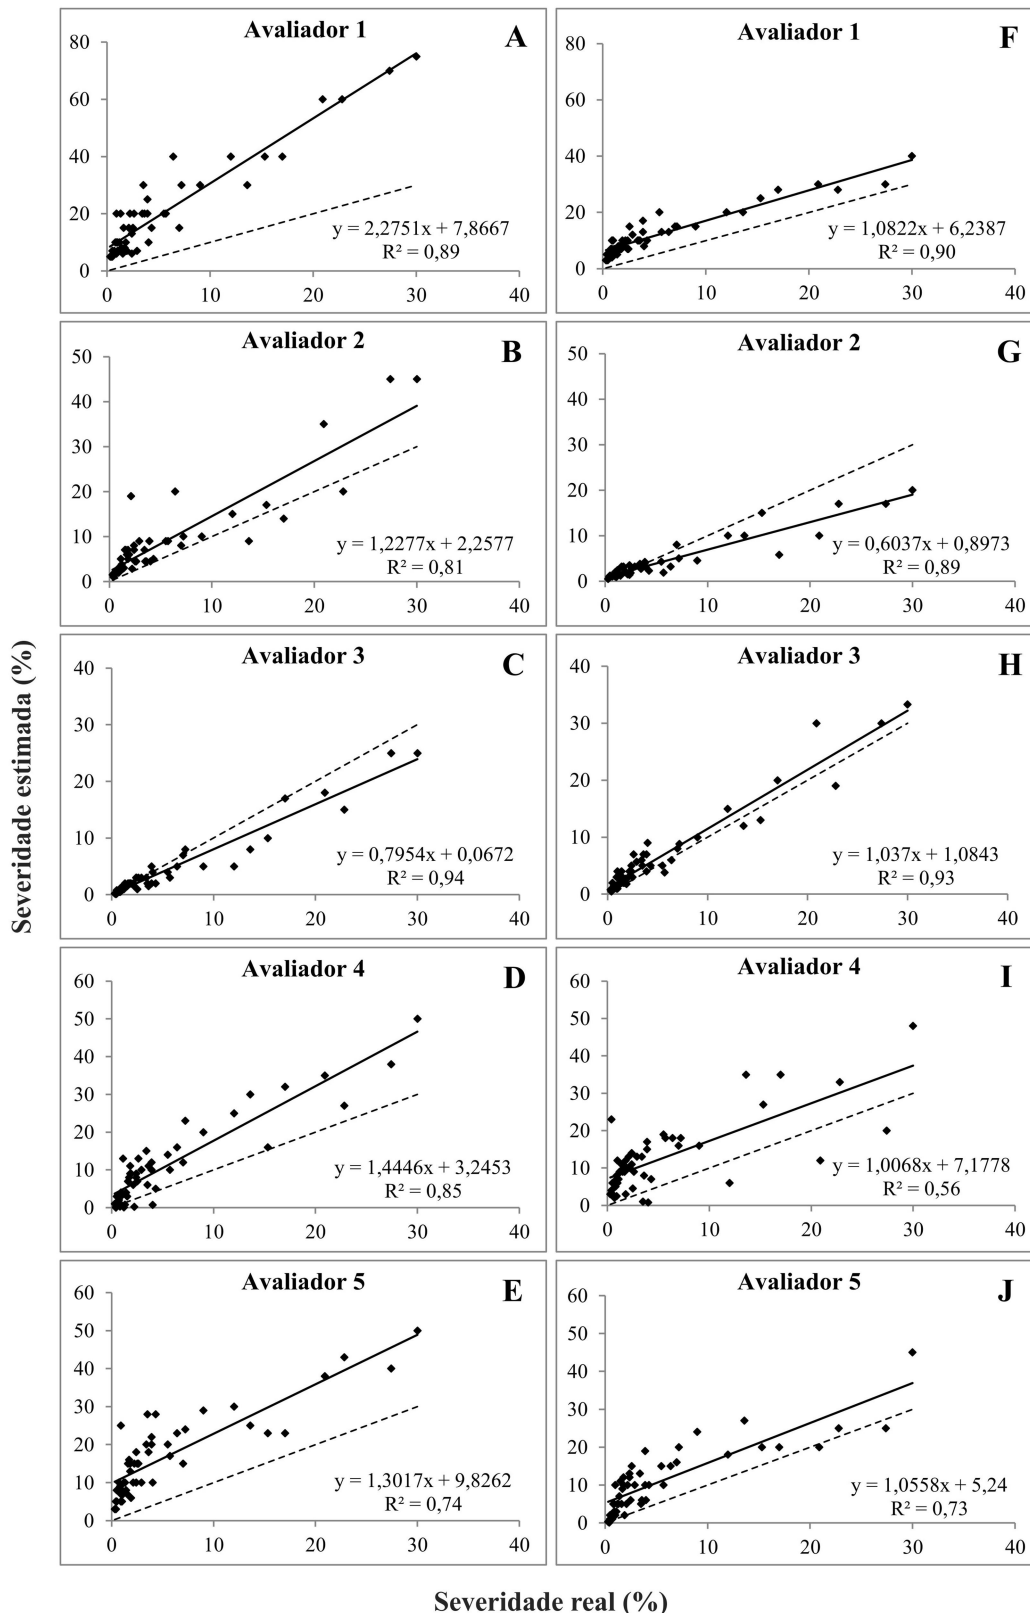 Avaliador 1
A
80
60
40
20
0
y = 2,2751x + 7,8667
R² = 0,89
0 10 20 30 40
Avaliador 1
F
80
60
40
20
0
y = 1,0822x + 6,2387
R² = 0,90
0 10 20 30 40
Avaliador 2
B
50
40
30
20
10
0
y = 1,2277x + 2,2577
R² = 0,81
0 10 20 30 40
Avaliador 2
G
50
40
30
20
10
0
y = 0,6037x + 0,8973
R² = 0,89
0 10 20 30 40
Avaliador 3
C
40
30
20
10
0
y = 0,7954x + 0,0672
R² = 0,94
0 10 20 30 40
Avaliador 3
H
40
30
20
10
0
y = 1,037x + 1,0843
R² = 0,93
0 10 20 30 40
Avaliador 4
D
60
50
40
30
20
10
0
y = 1,4446x + 3,2453
R² = 0,85
0 10 20 30 40
Avaliador 4
I
60
50
40
30
20
10
0
y = 1,0068x + 7,1778
R² = 0,56
0 10 20 30 40
Avaliador 5
E
60
50
40
30
20
10
0
y = 1,3017x + 9,8262
R² = 0,74
0 10 20 30 40
Avaliador 5
J
60
50
40
30
20
10
0
y = 1,0558x + 5,24
R² = 0,73
0 10 20 30 40
Severidade estimada (%)
Severidade real (%)